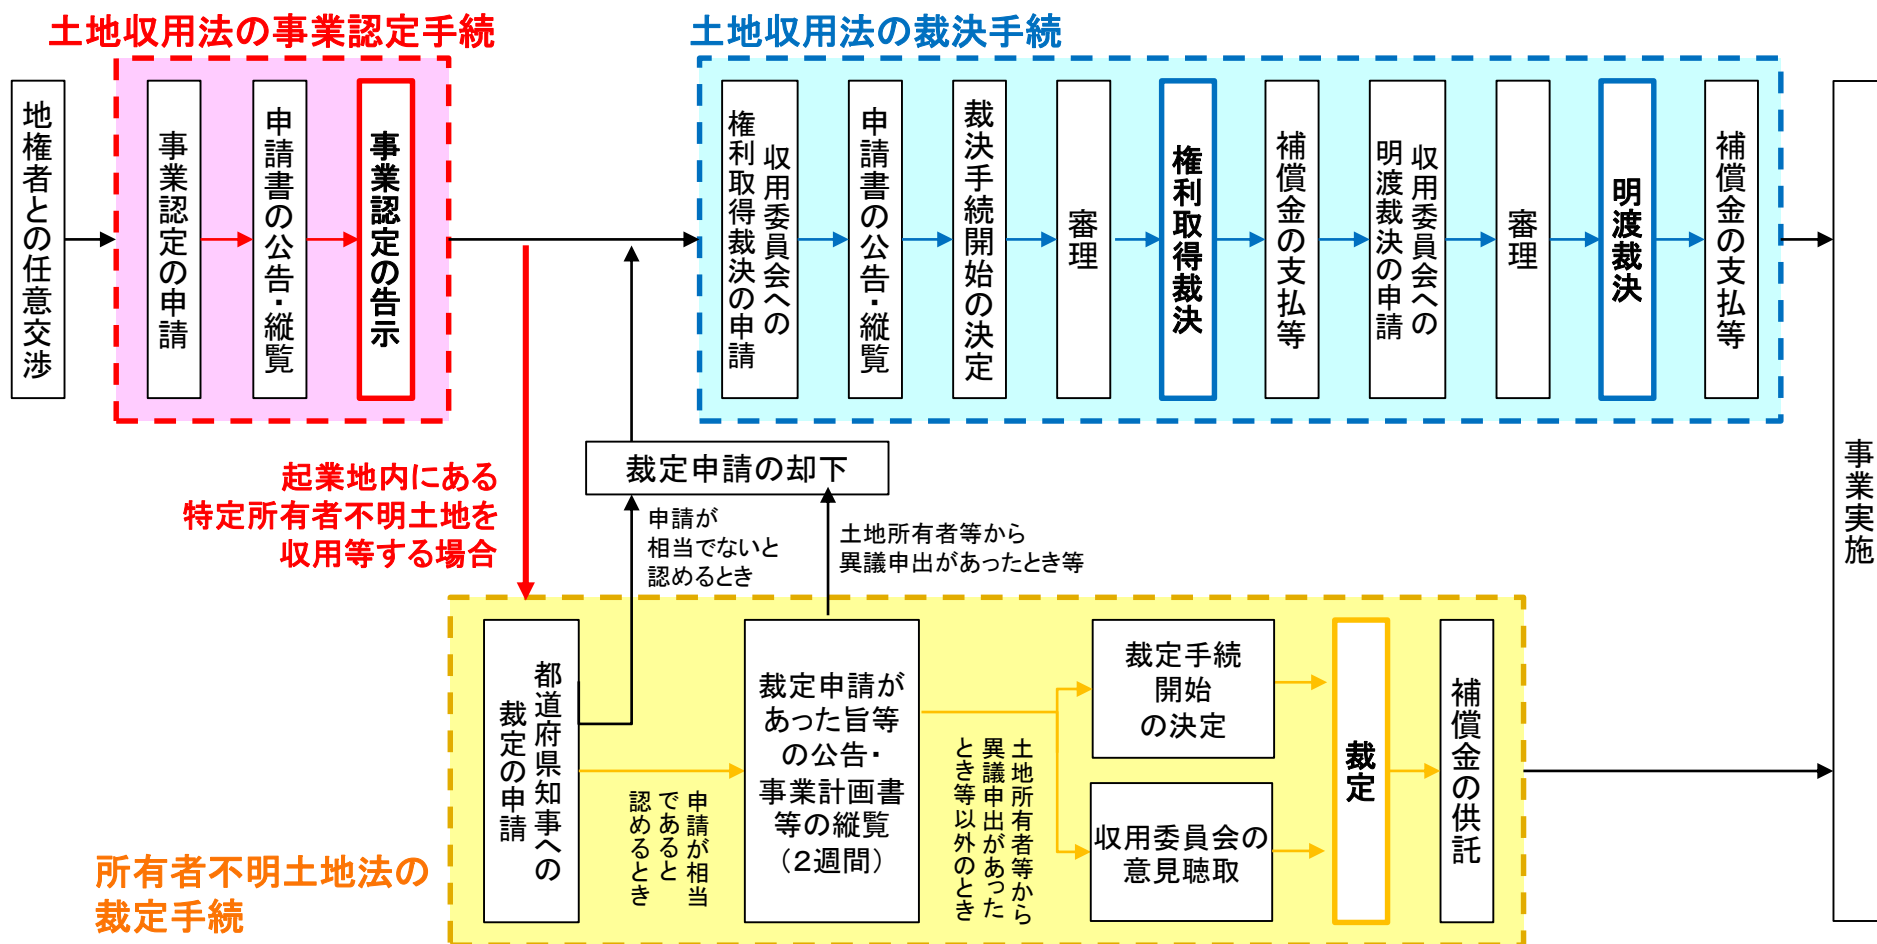 土地収用法の事業認定手続
土地収用法の裁決手続
地権者との任意交渉
事業認定の申請
申請書の公告・縦覧
事業認定の告示
収用委員会への
権利取得裁決の申請
申請書の公告・縦覧
裁決手続開始の決定
審理
権利取得裁決
補償金の支払等
収用委員会への
明渡裁決の申請
審理
明渡裁決
補償金の支払等
事業実施
裁定申請の却下
起業地内にある
特定所有者不明土地を
収用等する場合
申請が
相当でないと
認めるとき
土地所有者等から
異議申出があったとき等
都道府県知事への
裁定の申請
申請が相当
であると
認めるとき
裁定申請が
あった旨等
の公告・
事業計画書
等の縦覧
（2週間）
土地所有者等から
異議申出があった
とき等以外のとき
裁定手続
開始
の決定
収用委員会の
意見聴取
裁定
補償金の供託
所有者不明土地法の
裁定手続